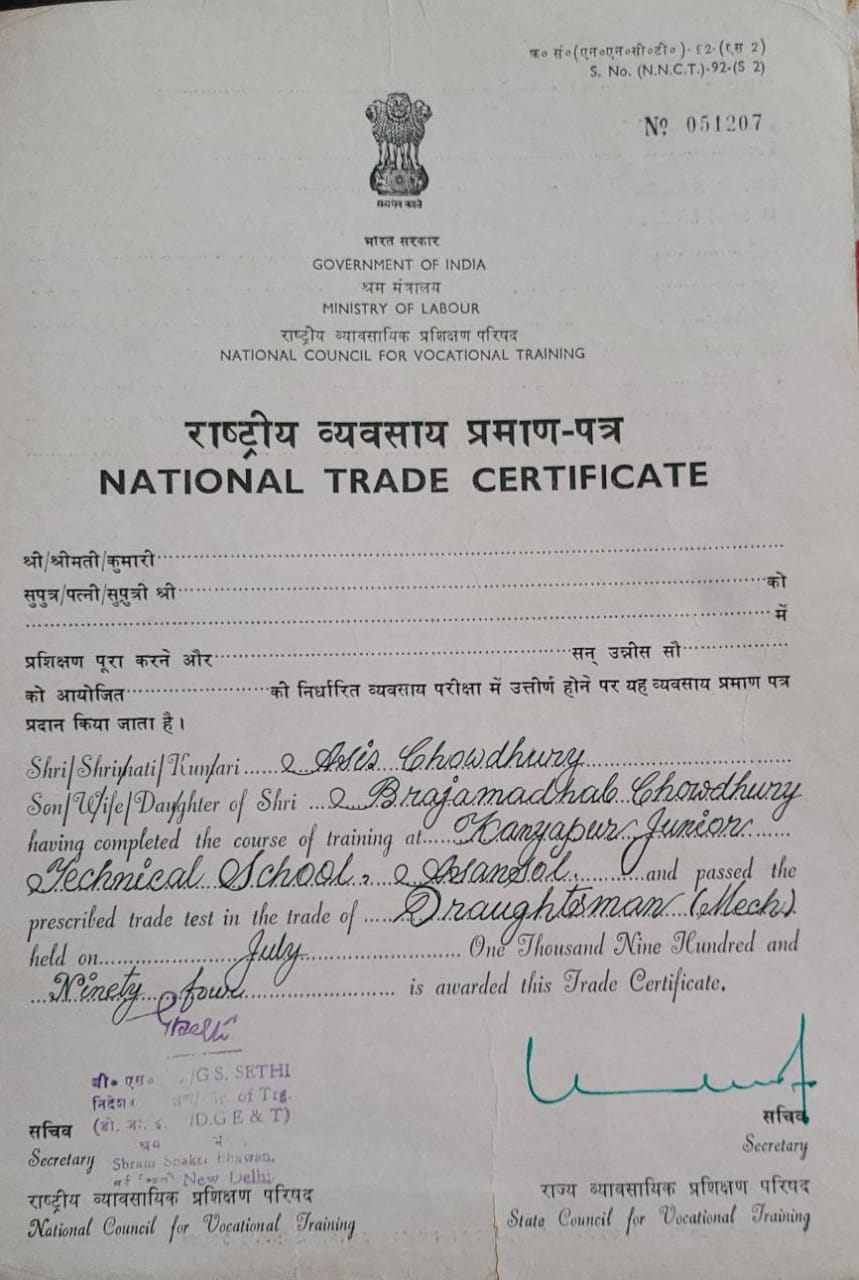 क० सं०(एन०एन०सी०टी०)-६2-(एस 2)
S. No. (N.N.C.T.)-92-(S 2)
No 051207
सत्यमेव जयते
भारत सरकार
GOVERNMENT OF INDIA
श्रम मंत्रालय
MINISTRY OF LABOUR
राष्ट्रीय व्यावसायिक प्रशिक्षण परिषद
NATIONAL COUNCIL FOR VOCATIONAL TRAINING
राष्ट्रीय व्यवसाय प्रमाण-पत्र
NATIONAL TRADE CERTIFICATE
श्री/श्रीमती/कुमारी
सुपुत्र/पत्नी/सुपुत्री श्री को
में
प्रशिक्षण पूरा करने और सन् उन्नीस सौ
को आयोजित की निर्धारित व्यवसाय परीक्षा में उत्तीर्ण होने पर यह व्यवसाय प्रमाण पत्र
प्रदान किया जाता है।
Shri/Shrimati/Kumari Asis Chowdhury
Son/Wife/Daughter of Shri Brajamadhab Chowdhury
having completed the course of training at Kanyapur Junior
Technical School, Asansol. and passed the
prescribed trade test in the trade of Draughtsman (Mech)
held on July One Thousand Nine Hundred and
Ninety four is awarded this Trade Certificate.
बी० एस० /G S. SETHI
निदेश of Trg.
/D.G E & T)
सचिव
Secretary
Shram Shakti Bhawan,
New Delhi.
राष्ट्रीय व्यावसायिक प्रशिक्षण परिषद
National Council for Vocational Training
सचिव
Secretary
राज्य व्यावसायिक प्रशिक्षण परिषद
State Council for Vocational Training